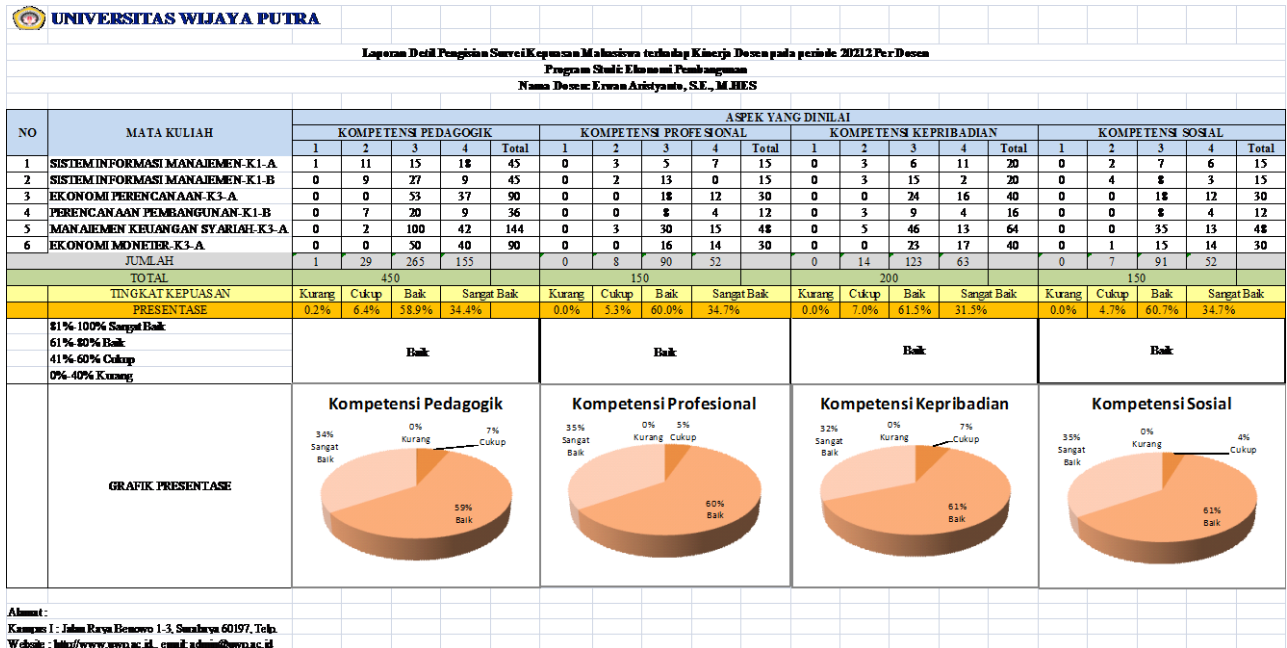 UNIVERSITAS WIJAYA PUTRA
Laporan Detil Pengisian Survei Kepuasan Mahasiswa terhadap Kinerja Dosen pada periode 20212 Per Dosen
Program Studi: Ekonomi Pembangunan
Nama Dosen: Erwan Aristyanto, S.E., M.HES
ASPEK YANG DINILAI
NO MATA KULIAH KOMPETENSI PEDAGOGIK KOMPETENSI PROFESIONAL KOMPETENSI KEPRIBADIAN KOMPETENSI SOSIAL
1 2 3 4 Total 1 2 3 4 Total 1 2 3 4 Total 1 2 3 4 Total
1 SISTEM INFORMASI MANAJEMEN-K1-A 1 11 15 18 45 0 3 5 7 15 0 3 6 11 20 0 2 7 6 15
2 SISTEM INFORMASI MANAJEMEN-K1-B 0 9 27 9 45 0 2 13 0 15 0 3 15 2 20 0 4 8 3 15
3 EKONOMI PERENCANAAN-K3-A 0 0 53 37 90 0 0 18 12 30 0 0 24 16 40 0 0 18 12 30
4 PERENCANAAN PEMBANGUNAN-K1-B 0 7 20 9 36 0 0 8 4 12 0 3 9 4 16 0 0 8 4 12
5 MANAJEMEN KEUANGAN SYARIAH-K3-A 0 2 100 42 144 0 3 30 15 48 0 5 46 13 64 0 0 35 13 48
6 EKONOMI MONETER-K3-A 0 0 50 40 90 0 0 16 14 30 0 0 23 17 40 0 1 15 14 30
JUMLAH 1 29 265 155 0 8 90 52 0 14 123 63 0 7 91 52
TOTAL 450 150 200 150
TINGKAT KEPUASAN Kurang Cukup Baik Sangat Baik Kurang Cukup Baik Sangat Baik Kurang Cukup Baik Sangat Baik Kurang Cukup Baik Sangat Baik
PRESENTASE 0.2% 6.4% 58.9% 34.4% 0.0% 5.3% 60.0% 34.7% 0.0% 7.0% 61.5% 31.5% 0.0% 4.7% 60.7% 34.7%
81%-100% Sangat Baik
61%-80% Baik
41%-60% Cukup
0%-40% Kurang
Baik Baik Baik Baik
GRAFIK PRESENTASE
Kompetensi Pedagogik
34% Sangat Baik
0% Kurang
7% Cukup
59% Baik
Kompetensi Profesional
35% Sangat Baik
0% Kurang
5% Cukup
60% Baik
Kompetensi Kepribadian
32% Sangat Baik
0% Kurang
7% Cukup
61% Baik
Kompetensi Sosial
35% Sangat Baik
0% Kurang
4% Cukup
61% Baik
Alamat :
Kampus I : Jalan Raya Benowo 1-3, Surabaya 60197, Telp.
Website : http://www.uwp.ac.id, email: admin@uwp.ac.id